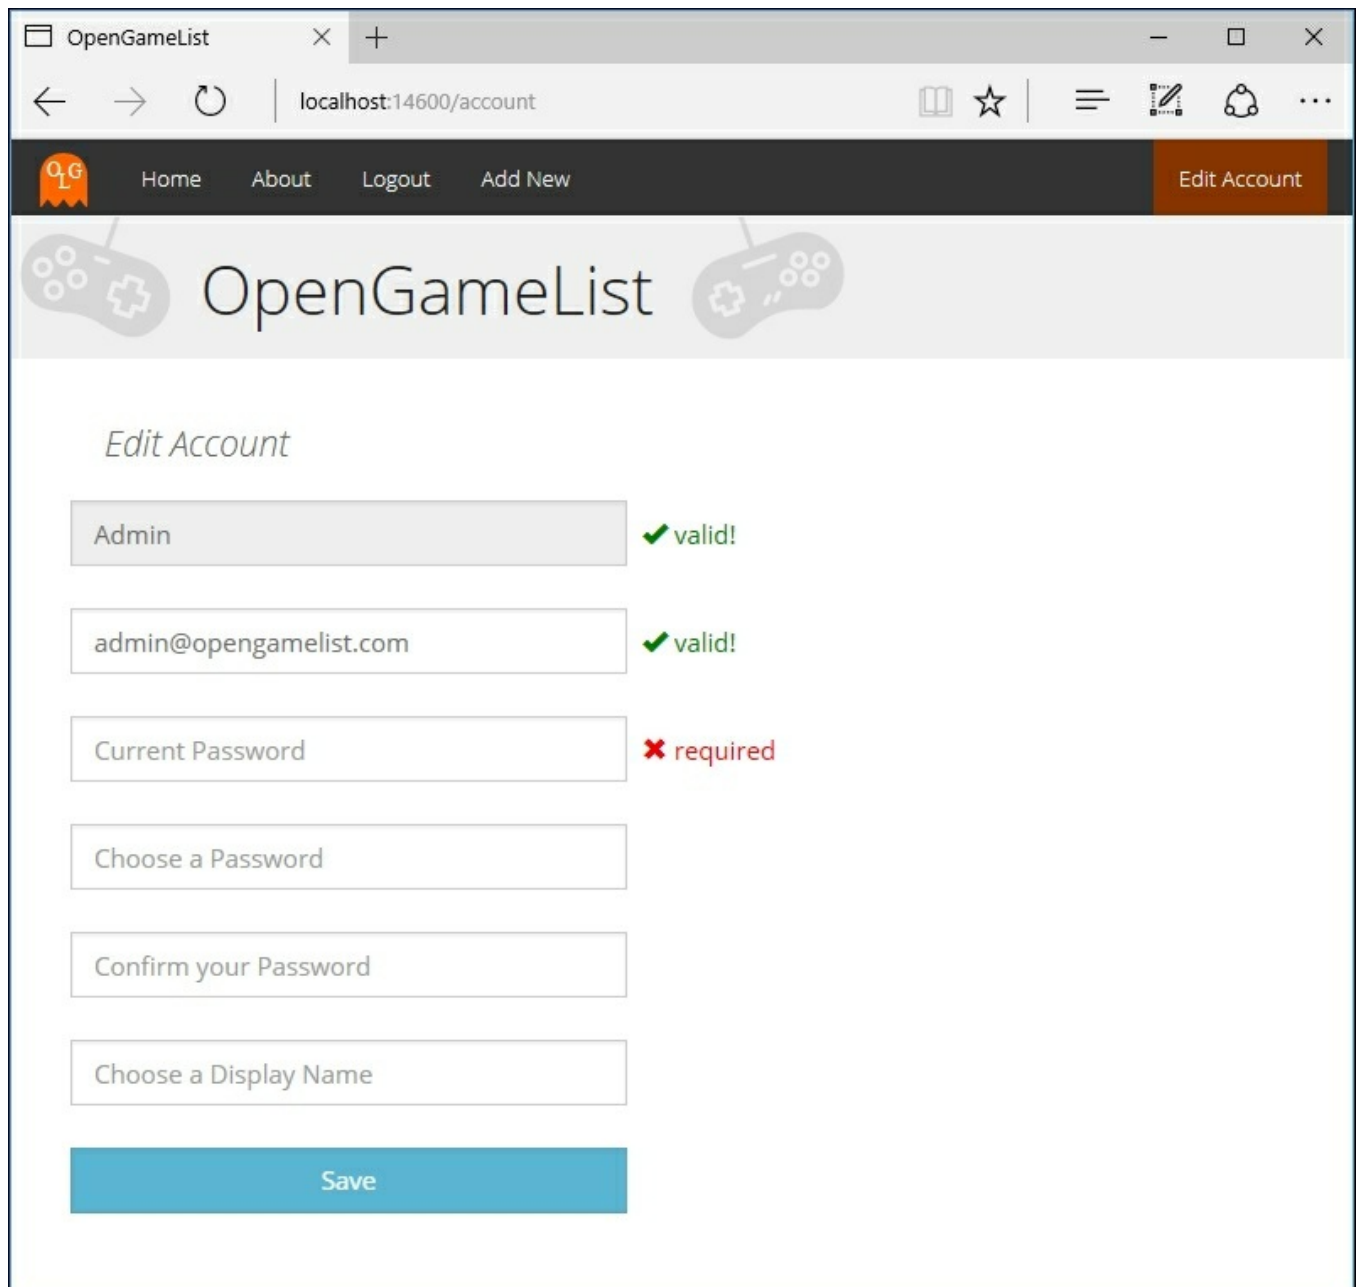 OpenGameList
localhost:14600/account
OLG Home About Logout Add New Edit Account
OpenGameList
Edit Account
Admin ✔ valid!
admin@opengamelist.com ✔ valid!
Current Password ✖ required
Choose a Password
Confirm your Password
Choose a Display Name
Save